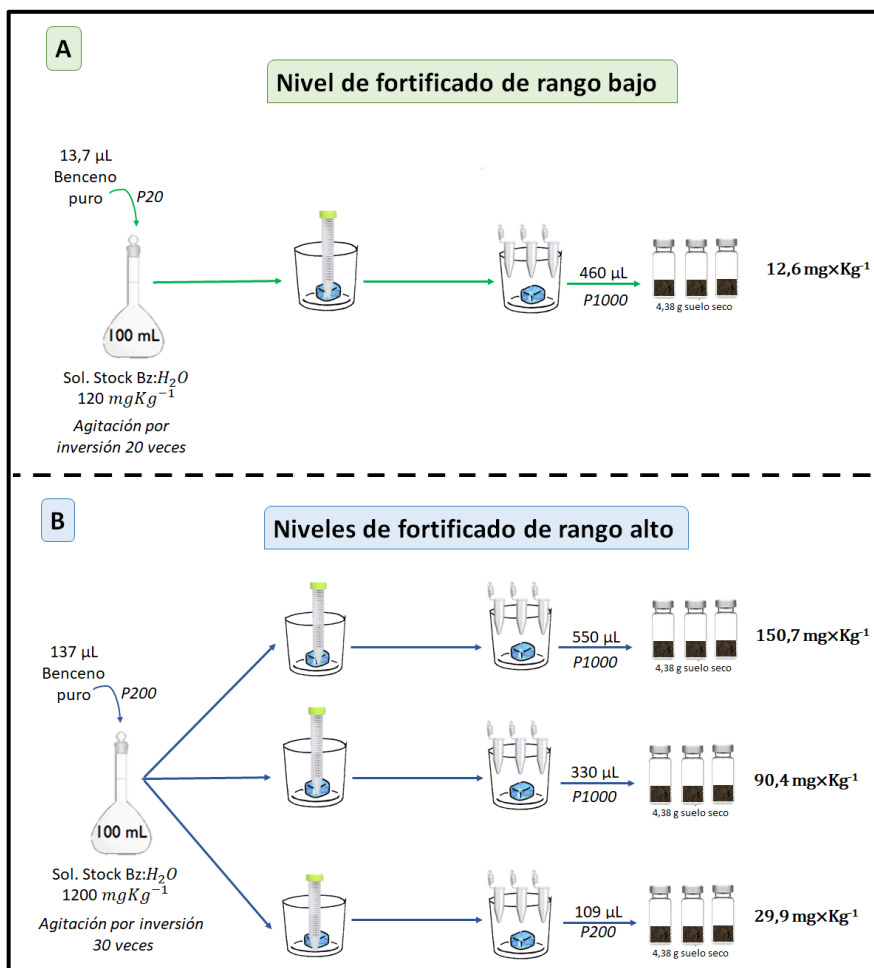 A
Nivel de fortificado de rango bajo
13,7 µL
Benceno
puro
P20
100 mL
Sol. Stock Bz:H₂O
120 mgKg⁻¹
Agitación por
inversión 20 veces
460 µL
P1000
4,38 g suelo seco
12,6 mg×Kg⁻¹
B
Niveles de fortificado de rango alto
137 µL
Benceno
puro
P200
100 mL
Sol. Stock Bz:H₂O
1200 mgKg⁻¹
Agitación por inversión
30 veces
550 µL
P1000
4,38 g suelo seco
150,7 mg×Kg⁻¹
330 µL
P1000
4,38 g suelo seco
90,4 mg×Kg⁻¹
109 µL
P200
4,38 g suelo seco
29,9 mg×Kg⁻¹